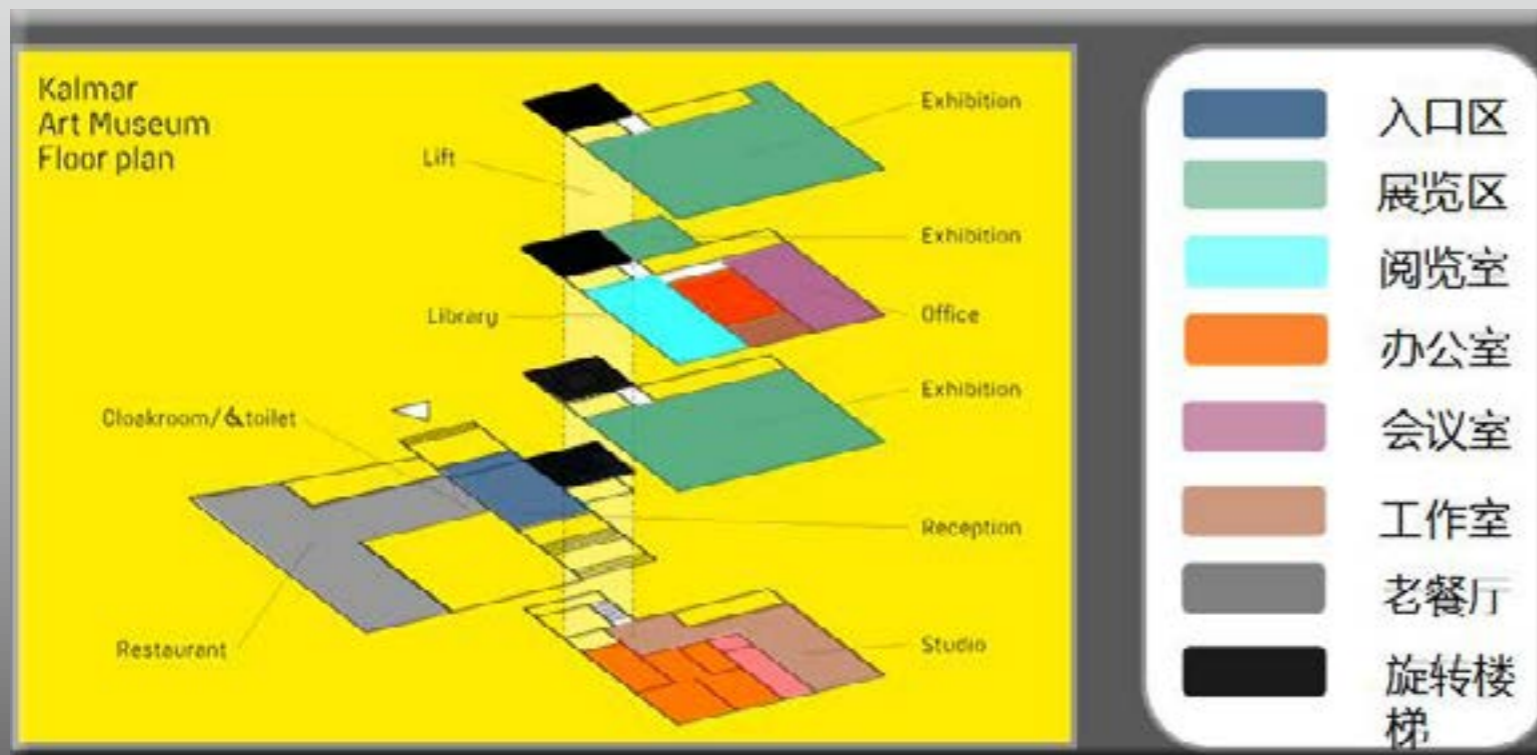 Kalmar
Art Museum
Floor plan
Exhibition
Lift
Exhibition
Library
Office
Exhibition
Cloakroom/♿toilet
Reception
Restaurant
Studio
入口区
展览区
阅览室
办公室
会议室
工作室
老餐厅
旋转楼
梯